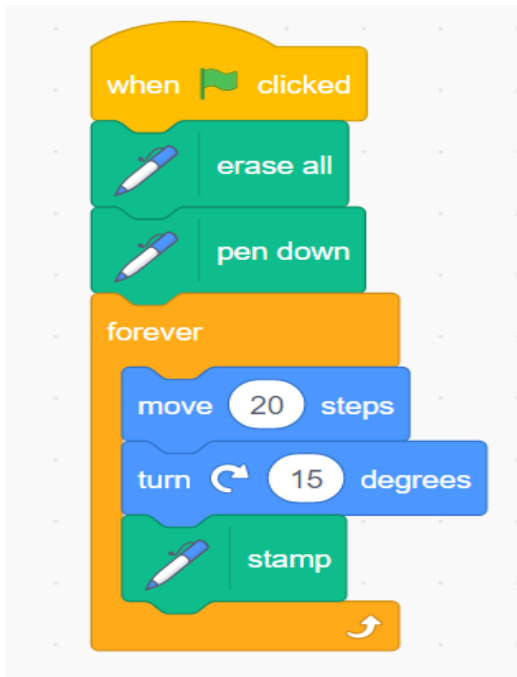 when clicked
erase all
pen down
forever
move 20 steps
turn 15 degrees
stamp